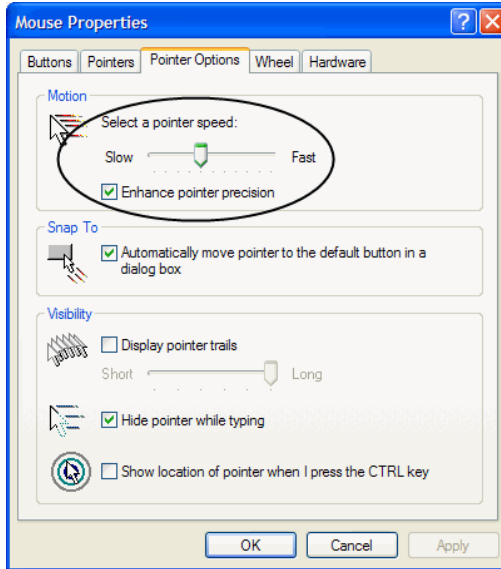 Mouse Properties
Buttons Pointers Pointer Options Wheel Hardware
Motion
Select a pointer speed:
Slow Fast
Enhance pointer precision
Snap To
Automatically move pointer to the default button in a
dialog box
Visibility
Display pointer trails
Short Long
Hide pointer while typing
Show location of pointer when I press the CTRL key
OK Cancel Apply